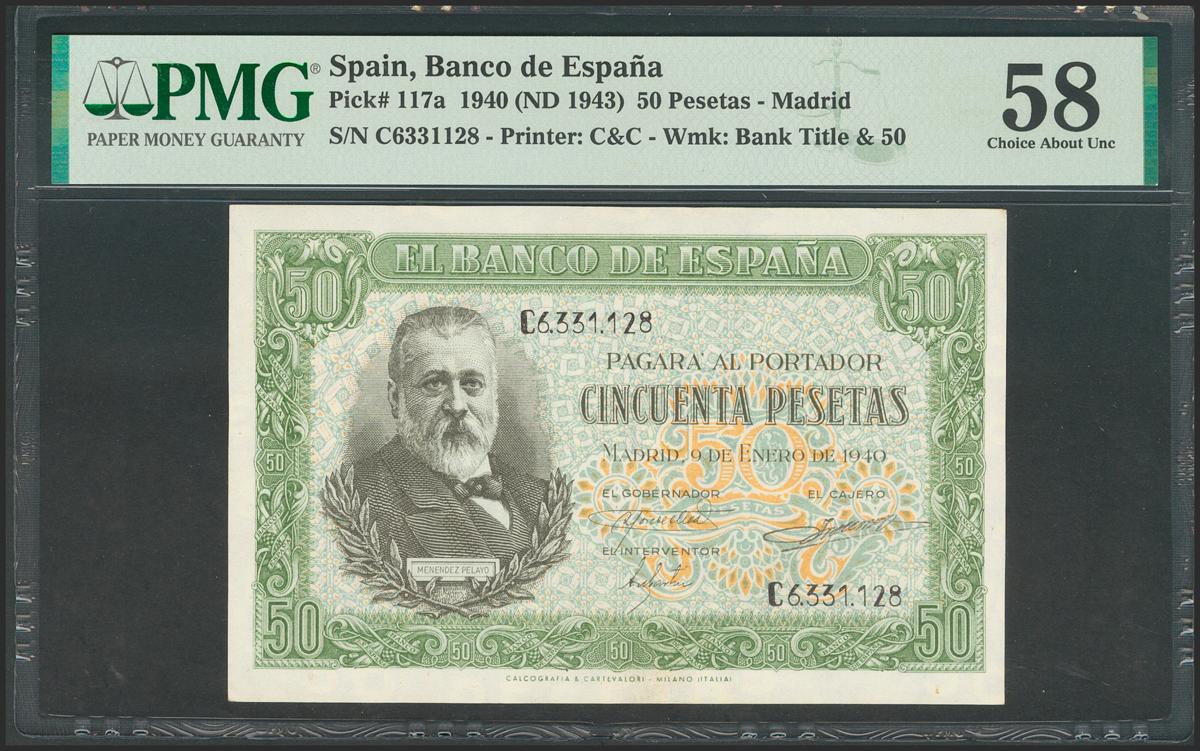 PMG®
PAPER MONEY GUARANTY
Spain, Banco de España
Pick# 117a 1940 (ND 1943) 50 Pesetas - Madrid
S/N C6331128 - Printer: C&C - Wmk: Bank Title & 50
58
Choice About Unc
EL BANCO DE ESPAÑA
50
50
C6.331.128
PAGARA' AL PORTADOR
CINCUENTA PESETAS
50
MADRID, 9 DE ENERO DE 1940
50
50
EL GOBERNADOR
EL CAJERO
PESETAS
EL INTERVENTOR
MENENDEZ PELAYO
C6.331.128
50
50
50
50
50
CALCOGRAFIA & CARTEVALORI - MILANO (ITALIA)